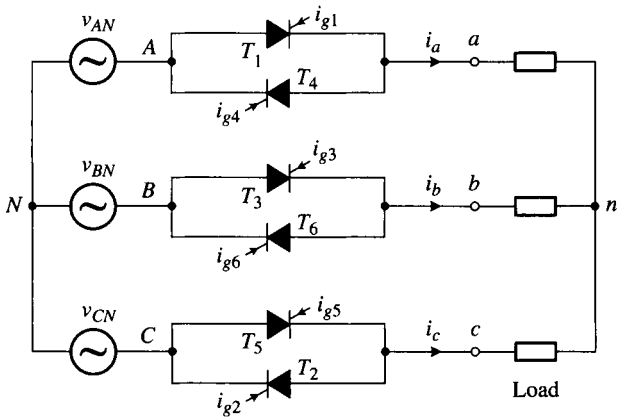 v_AN A T_1 i_g1 i_a a
i_g4 T_4
N v_BN B T_3 i_g3 i_b b n
i_g6 T_6
v_CN C T_5 i_g5 i_c c
i_g2 T_2
Load